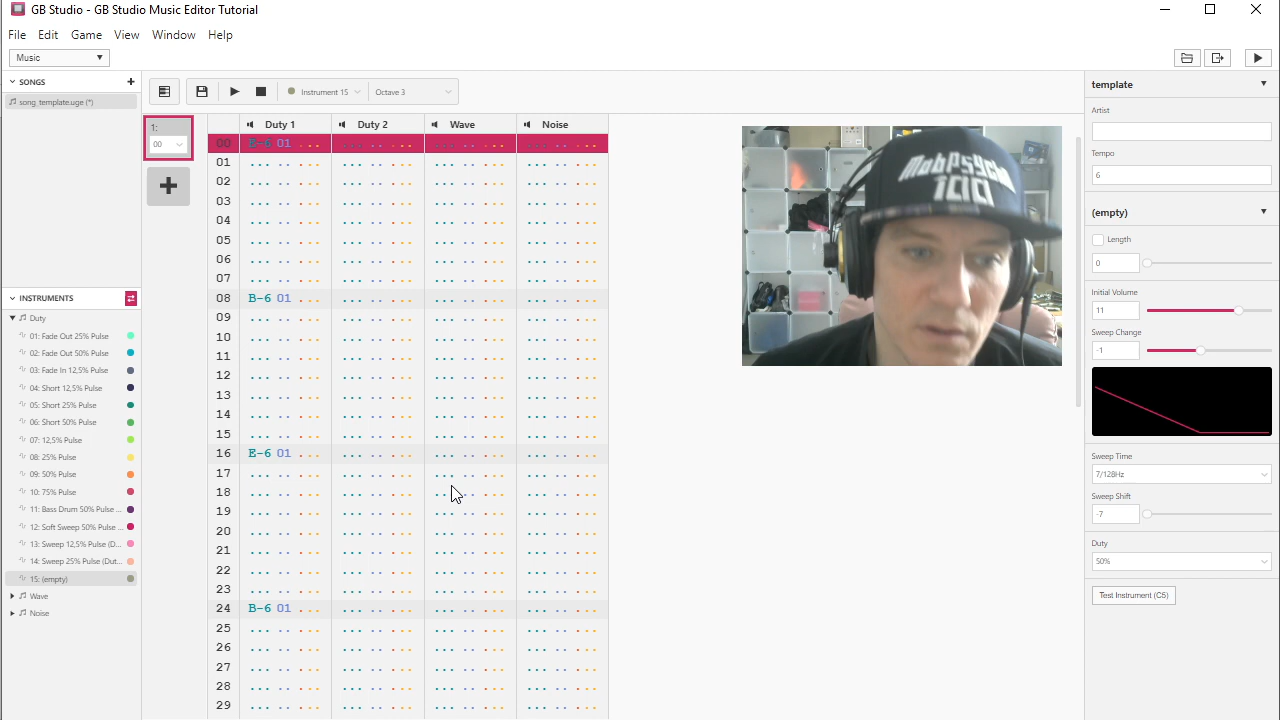 GB Studio - GB Studio Music Editor Tutorial
File Edit Game View Window Help
Music
SONGS
song_template.uge (*)
Instrument 15 Octave 3
1:
00
Duty 1 Duty 2 Wave Noise
00 E-6 01
01
02
03
04
05
06
07
08 B-6 01
09
10
11
12
13
14
15
16 E-6 01
17
18
19
20
21
22
23
24 B-6 01
25
26
27
28
29
INSTRUMENTS
Duty
01: Fade Out 25% Pulse
02: Fade Out 50% Pulse
03: Fade In 12,5% Pulse
04: Short 12,5% Pulse
05: Short 25% Pulse
06: Short 50% Pulse
07: 12,5% Pulse
08: 25% Pulse
09: 50% Pulse
10: 75% Pulse
11: Bass Drum 50% Pulse ...
12: Soft Sweep 50% Pulse ...
13: Sweep 12,5% Pulse (D...
14: Sweep 25% Pulse (Dut...
15: (empty)
Wave
Noise
Mob Psycho
100
template
Artist
Tempo
6
(empty)
Length
0
Initial Volume
11
Sweep Change
-1
Sweep Time
7/128Hz
Sweep Shift
-7
Duty
50%
Test Instrument (C5)